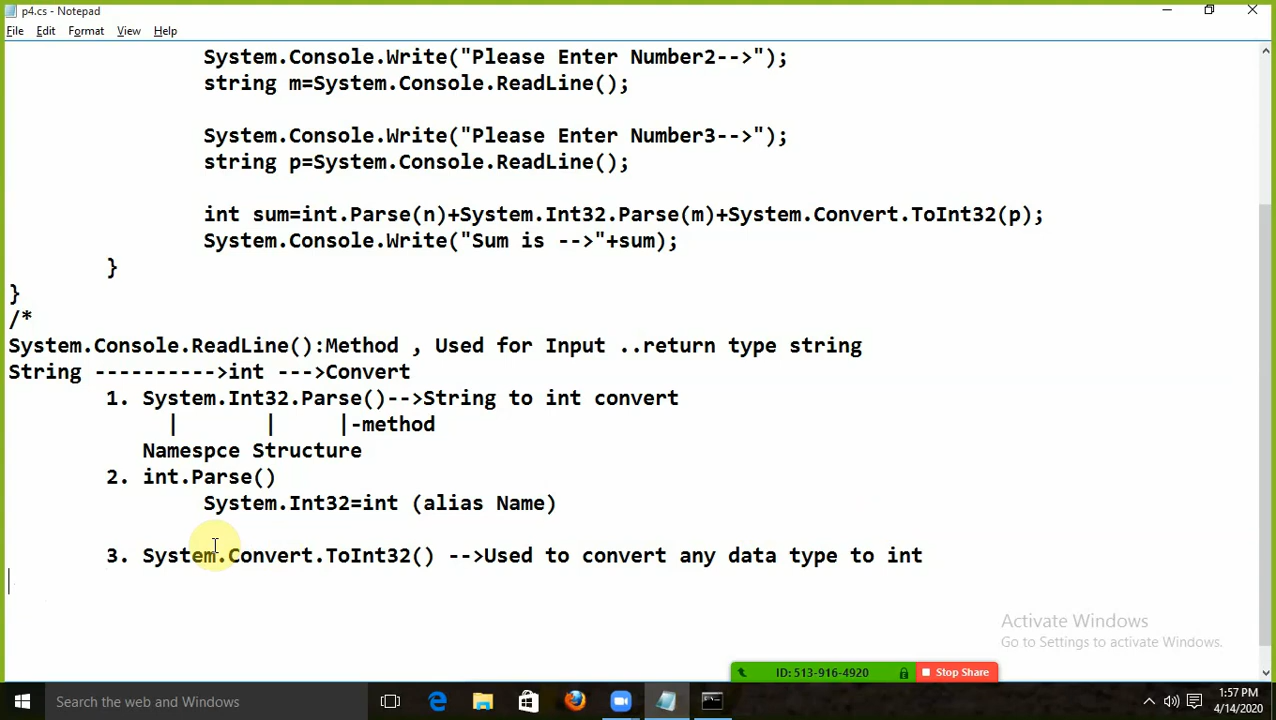 p4.cs - Notepad
File Edit Format View Help
System.Console.Write("Please Enter Number2-->");
string m=System.Console.ReadLine();
System.Console.Write("Please Enter Number3-->");
string p=System.Console.ReadLine();
int sum=int.Parse(n)+System.Int32.Parse(m)+System.Convert.ToInt32(p);
System.Console.Write("Sum is -->"+sum);
}
}
/*
System.Console.ReadLine():Method , Used for Input ..return type string
String ---------->int --->Convert
1. System.Int32.Parse()-->String to int convert
| | |-method
Namespce Structure
2. int.Parse()
System.Int32=int (alias Name)
3. System.Convert.ToInt32() -->Used to convert any data type to int
Activate Windows
Go to Settings to activate Windows.
ID: 513-916-4920 Stop Share
Search the web and Windows
1:57 PM
4/14/2020